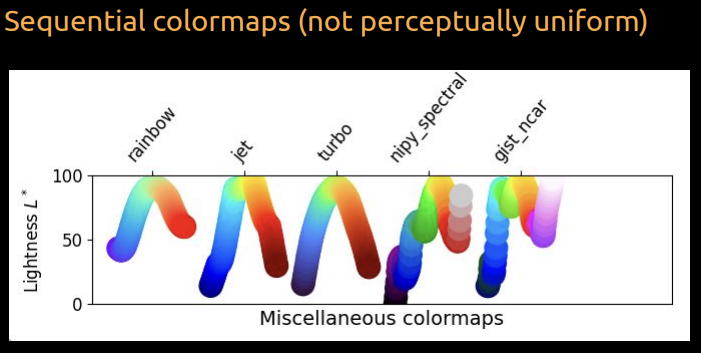 Sequential colormaps (not perceptually uniform)
rainbow
jet
turbo
nipy_spectral
gist_ncar
100
50
0
Lightness L*
Miscellaneous colormaps